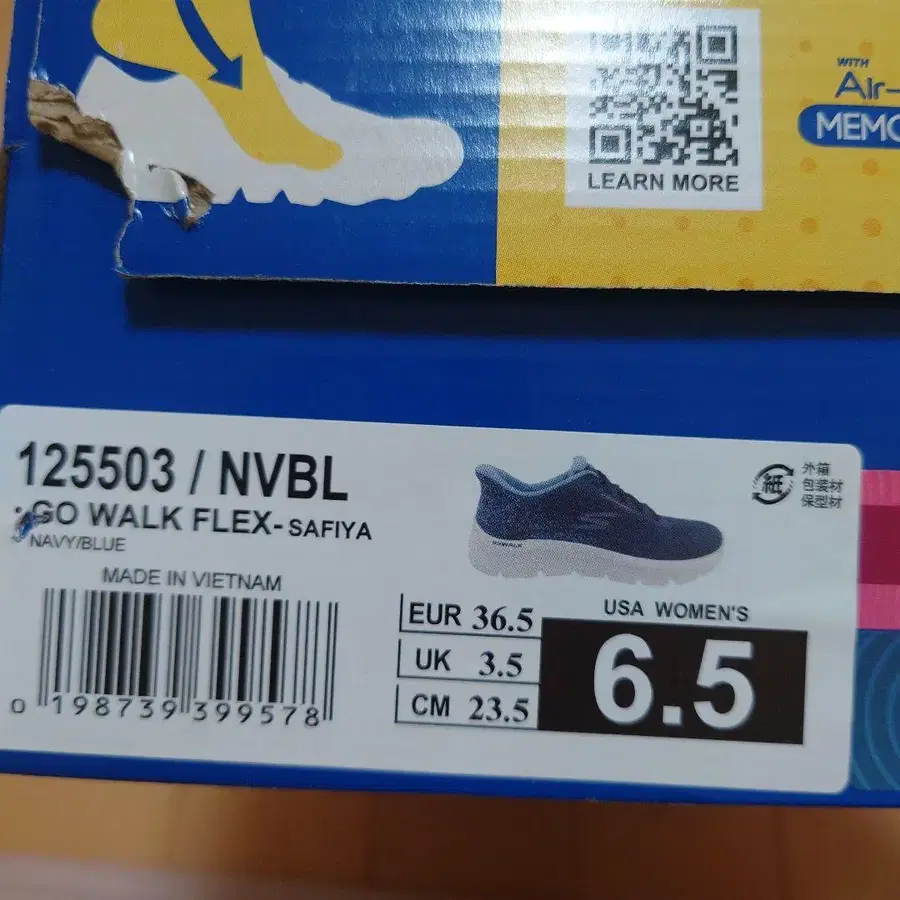 LEARN MORE
WITH
Air-
MEMO
125503 / NVBL
GO WALK FLEX-SAFIYA
NAVY/BLUE
MADE IN VIETNAM
0 198739 399578
紙
外箱
包装材
保型材
GOWALK
EUR 36.5
UK 3.5
CM 23.5
USA WOMEN'S
6.5